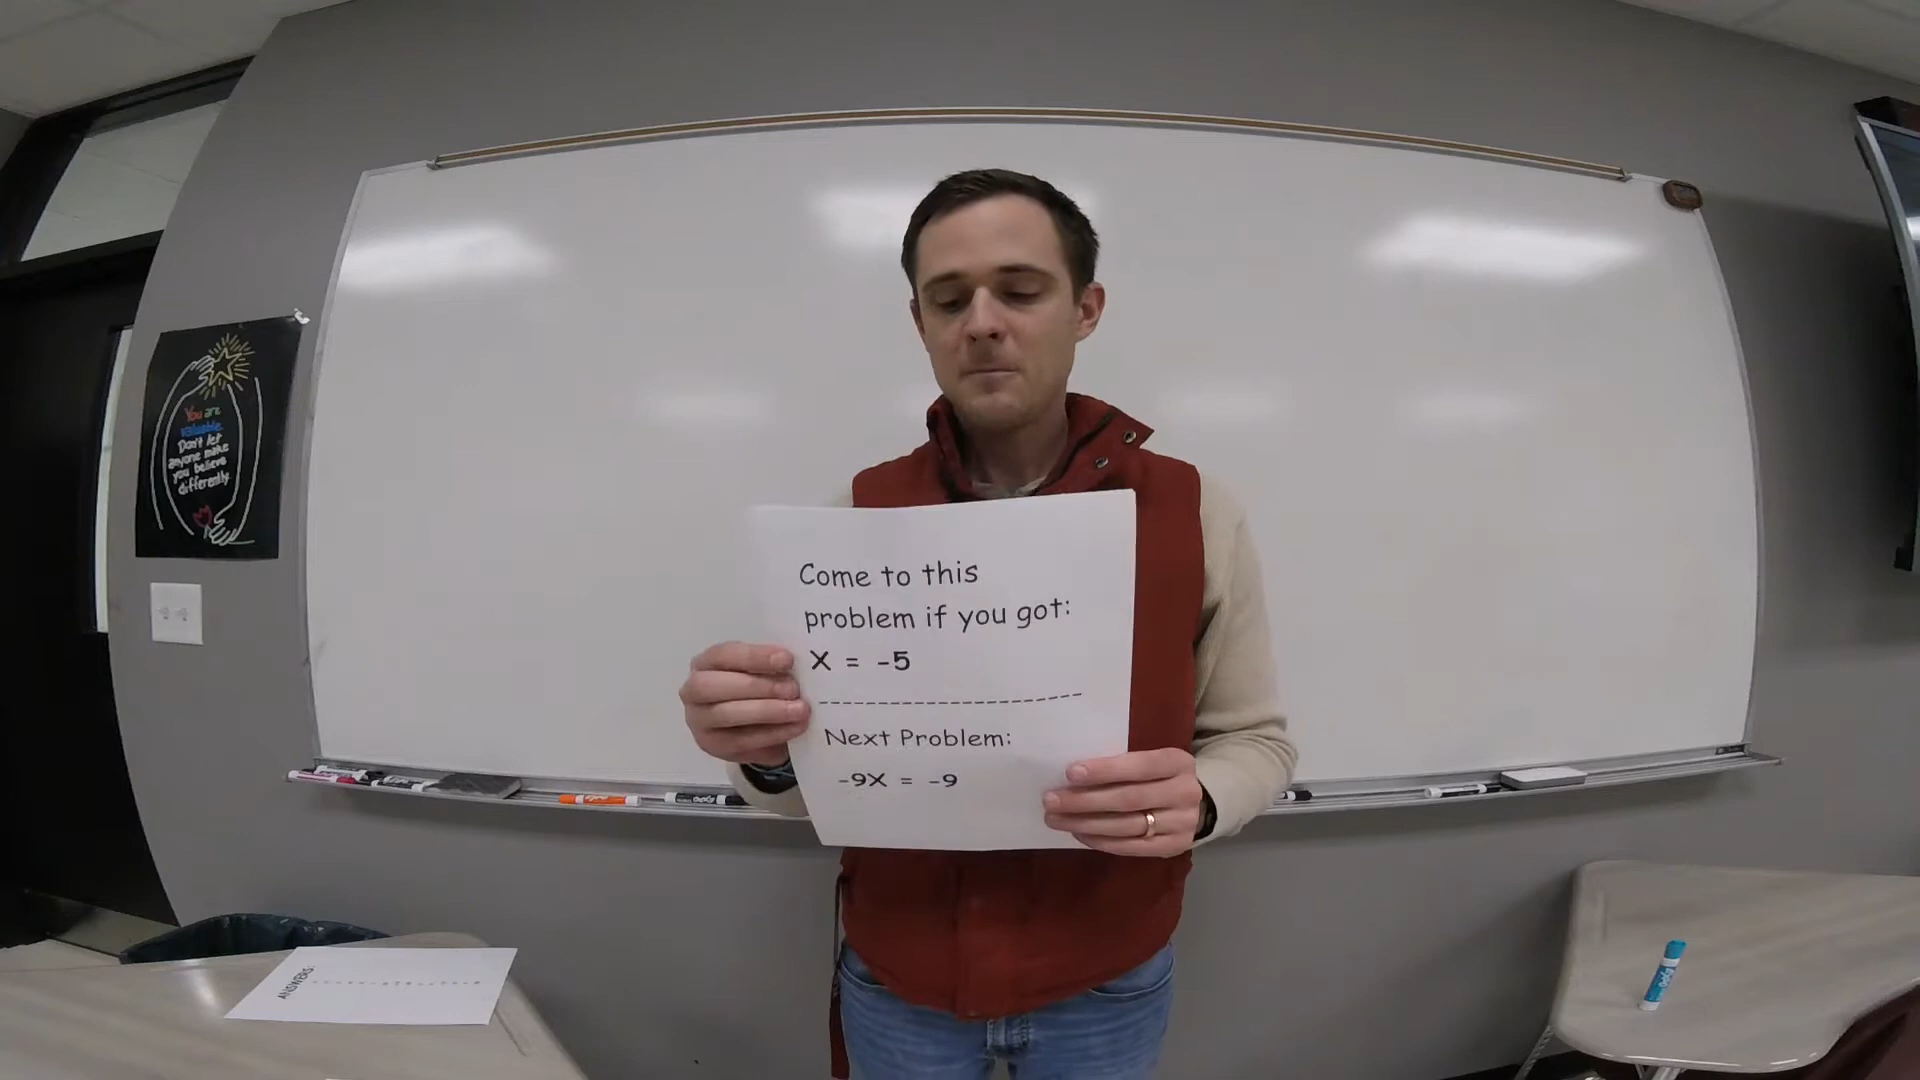 You are
valuable
Don't let
anyone make
you believe
differently
Come to this
problem if you got:
X = -5
Next Problem:
-9X = -9
ANSWERS:
EXPO